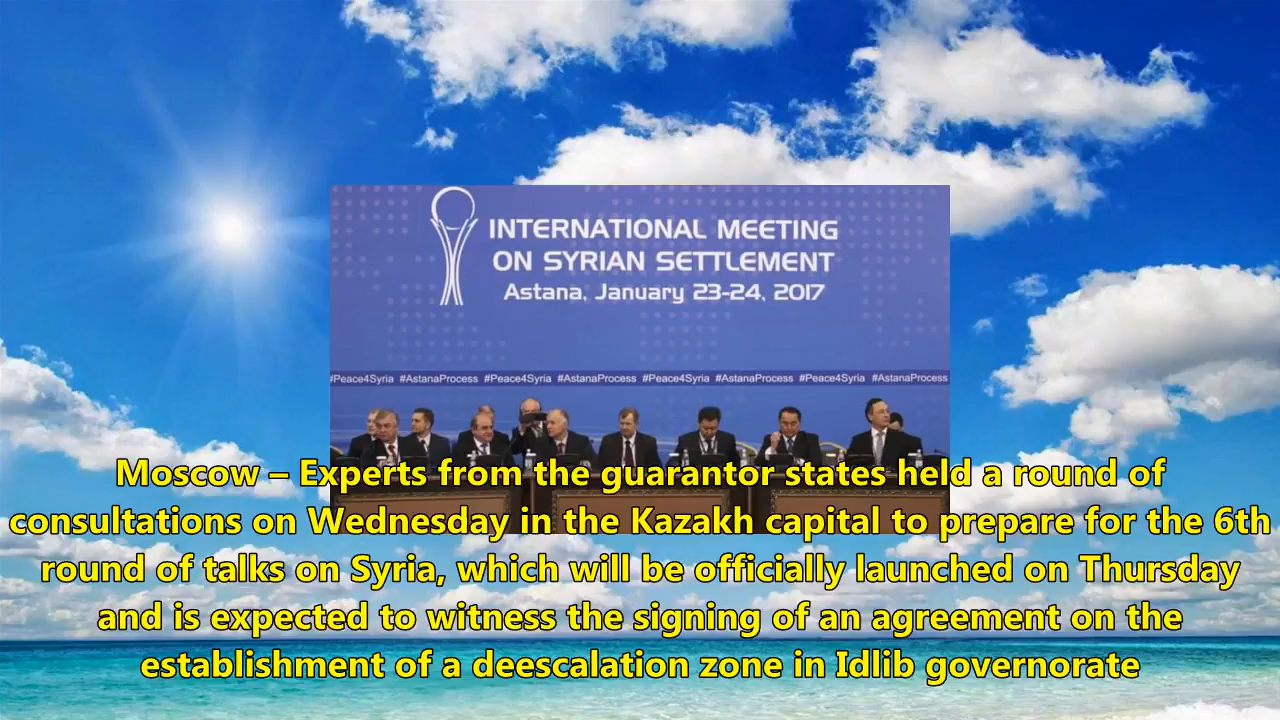 INTERNATIONAL MEETING
ON SYRIAN SETTLEMENT
Astana, January 23-24, 2017
#Peace4Syria #AstanaProcess #Peace4Syria #AstanaProcess #Peace4Syria #AstanaProcess #Peace4Syria #AstanaProcess
Moscow – Experts from the guarantor states held a round of
consultations on Wednesday in the Kazakh capital to prepare for the 6th
round of talks on Syria, which will be officially launched on Thursday
and is expected to witness the signing of an agreement on the
establishment of a deescalation zone in Idlib governorate